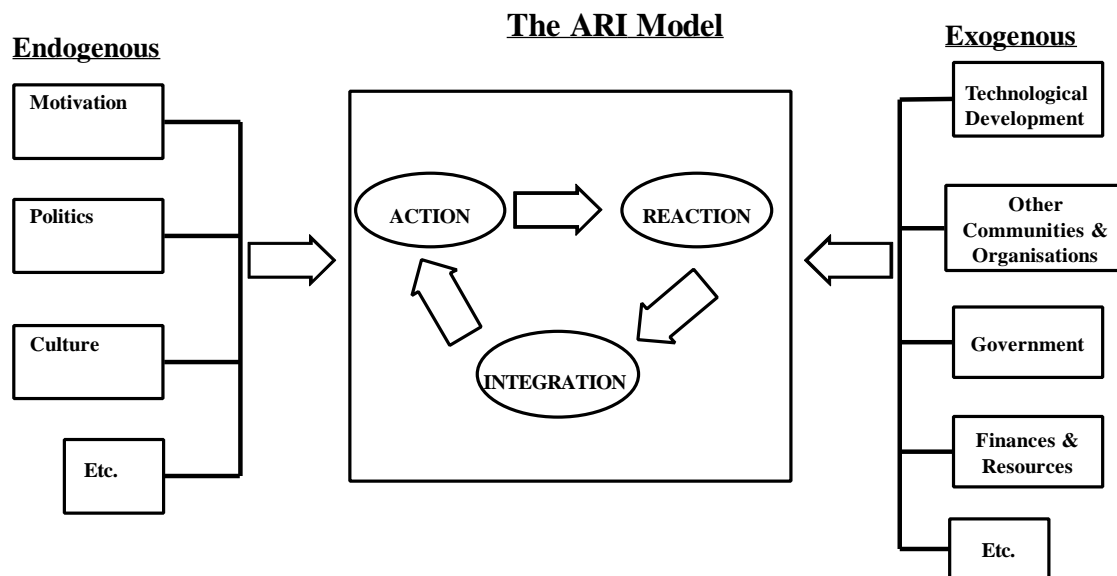 The ARI Model
Endogenous
Motivation
Politics
Culture
Etc.
ACTION
REACTION
INTEGRATION
Exogenous
Technological
Development
Other
Communities &
Organisations
Government
Finances &
Resources
Etc.